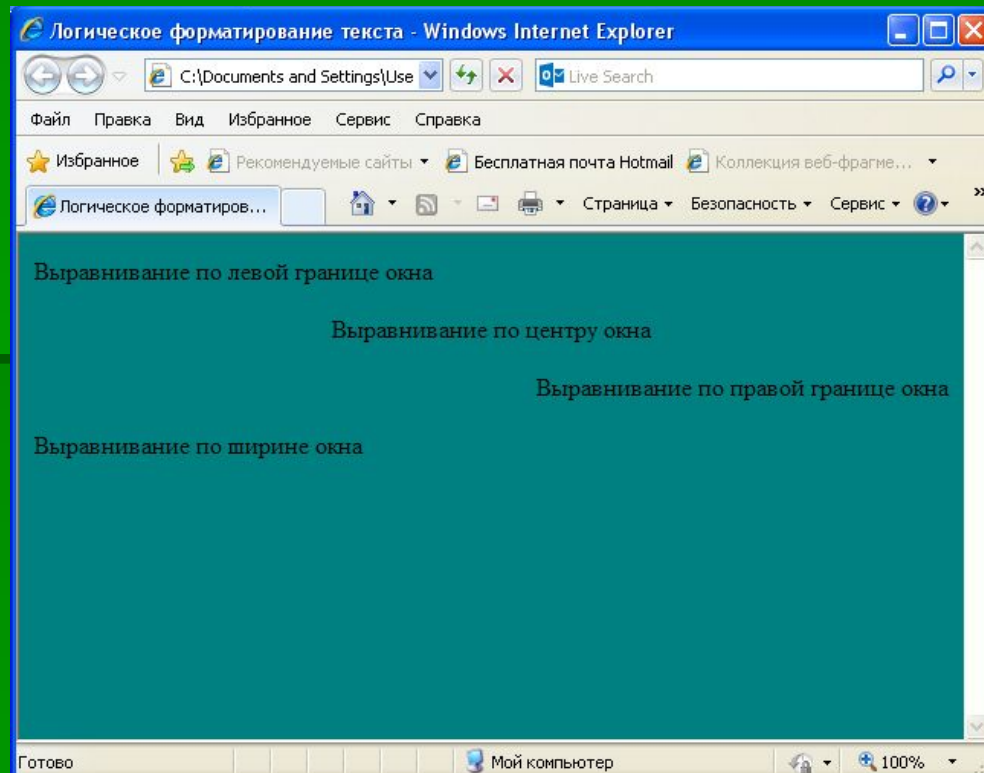 Логическое форматирование текста - Windows Internet Explorer
C:\Documents and Settings\Use Live Search
Файл Правка Вид Избранное Сервис Справка
Избранное Рекомендуемые сайты Бесплатная почта Hotmail Коллекция веб-фрагме...
Логическое форматиров... Страница Безопасность Сервис »
Выравнивание по левой границе окна
Выравнивание по центру окна
Выравнивание по правой границе окна
Выравнивание по ширине окна
Готово Мой компьютер 100%